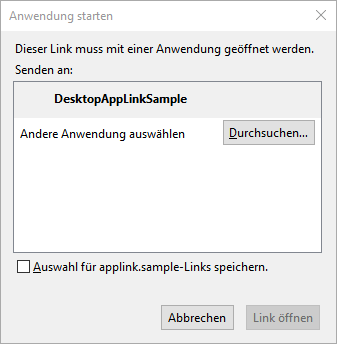 Anwendung starten
Dieser Link muss mit einer Anwendung geöffnet werden.
Senden an:
DesktopAppLinkSample
Andere Anwendung auswählen
Durchsuchen...
Auswahl für applink.sample-Links speichern.
Abbrechen
Link öffnen